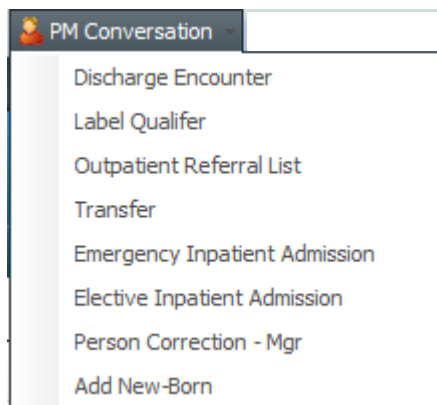 PM Conversation
Discharge Encounter
Label Qualifer
Outpatient Referral List
Transfer
Emergency Inpatient Admission
Elective Inpatient Admission
Person Correction - Mgr
Add New-Born